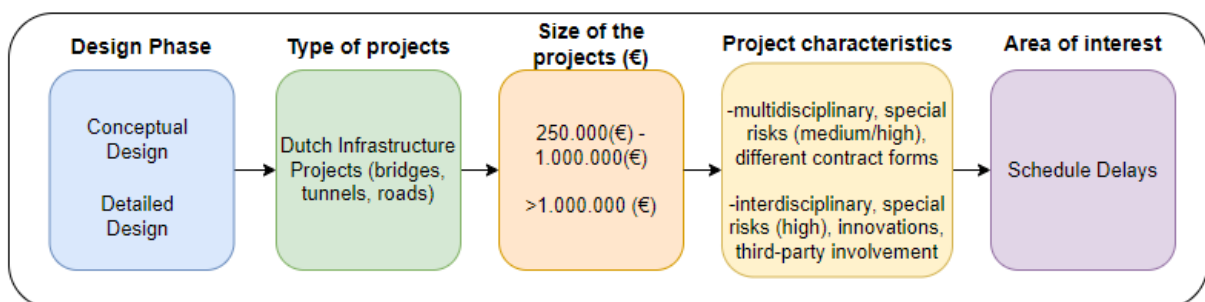 Design Phase
Conceptual
Design
Detailed
Design
Type of projects
Dutch Infrastructure
Projects (bridges,
tunnels, roads)
Size of the
projects (€)
250.000(€) -
1.000.000(€)
>1.000.000 (€)
Project characteristics
-multidisciplinary, special
risks (medium/high),
different contract forms
-interdisciplinary, special
risks (high), innovations,
third-party involvement
Area of interest
Schedule Delays